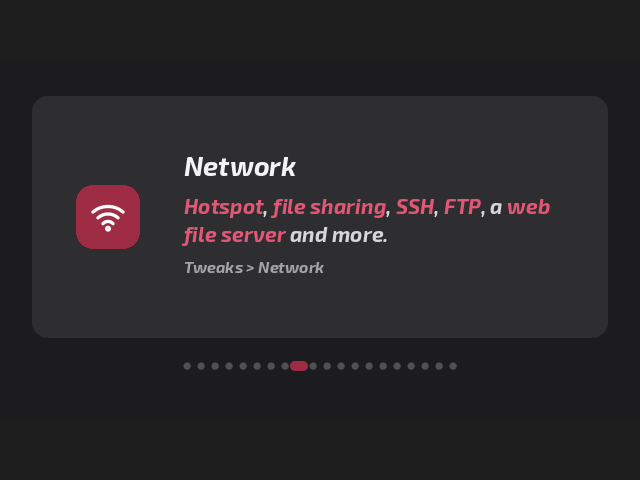 Network
Hotspot, file sharing, SSH, FTP, a web
file server and more.
Tweaks > Network